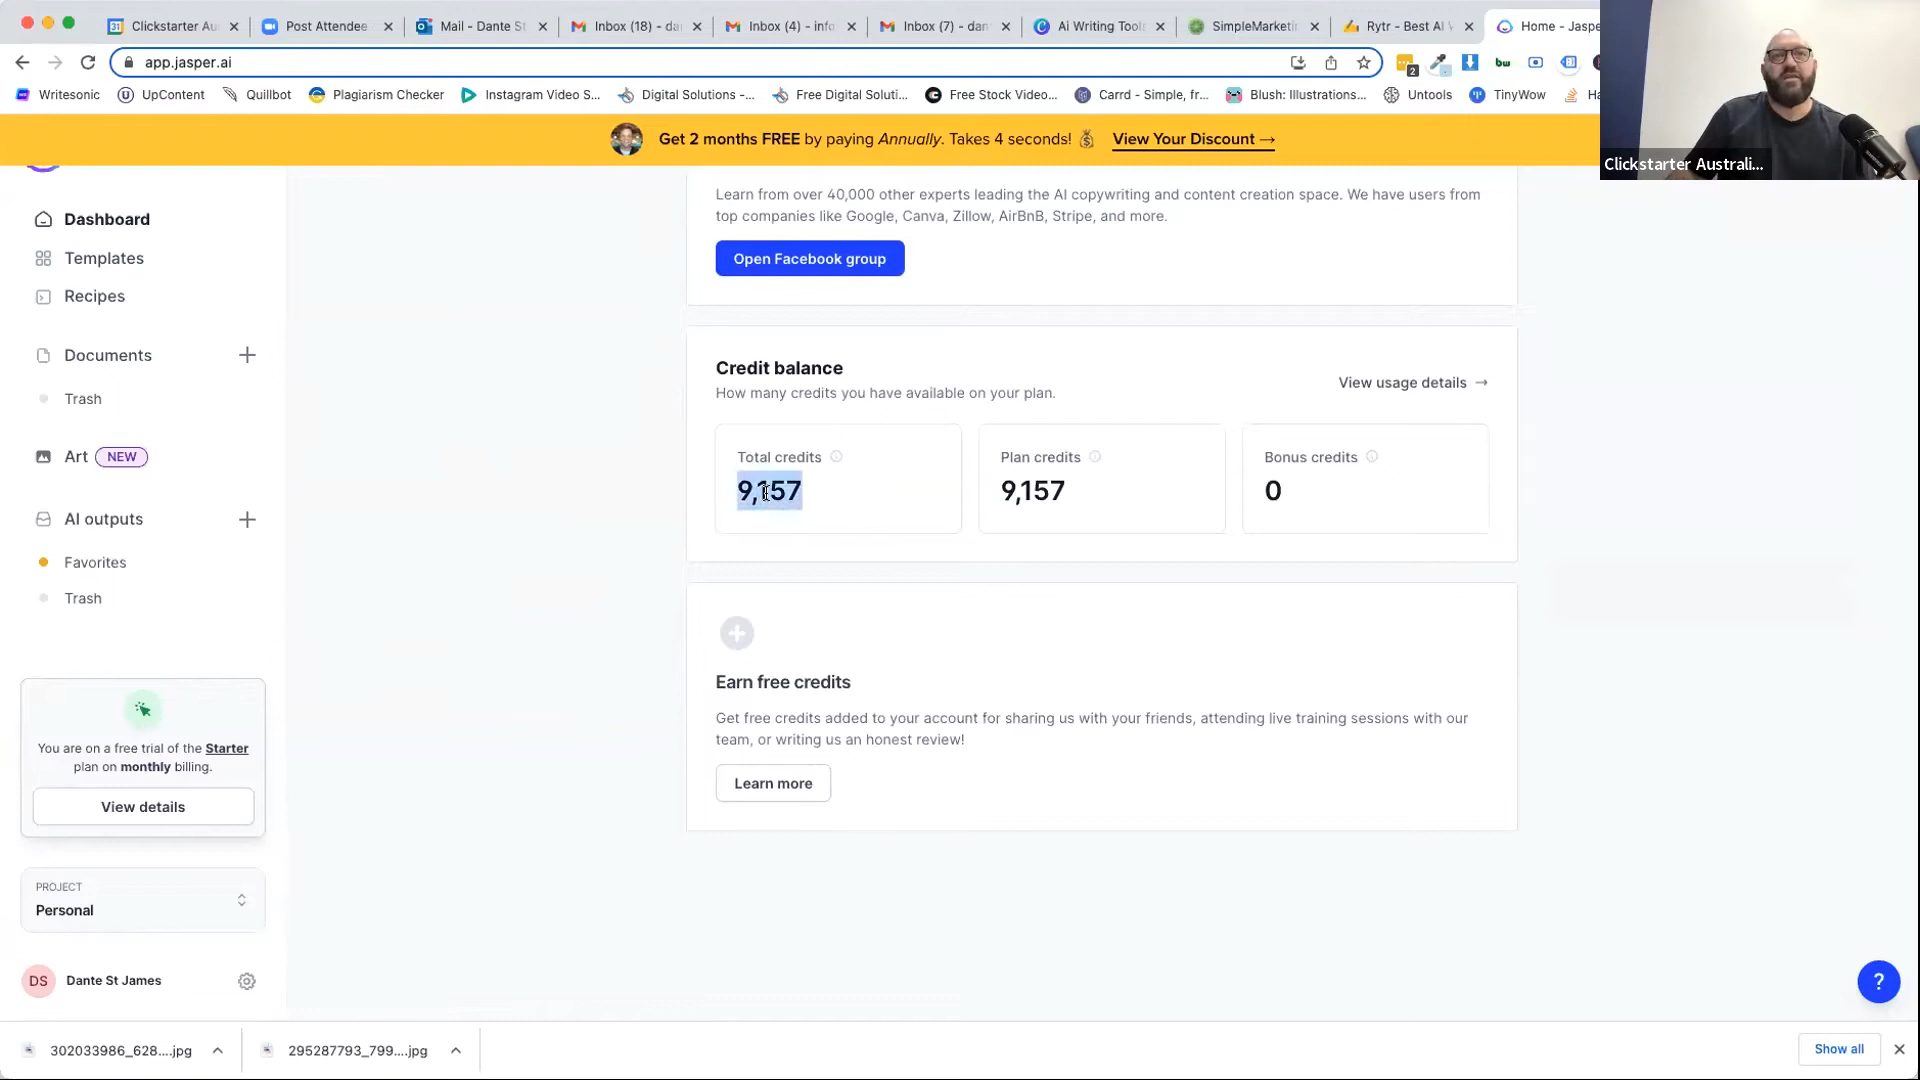 Clickstarter Au
Post Attendee
Mail - Dante S
Inbox (18) - da
Inbox (4) - info
Inbox (7) - dan
Ai Writing Tool
SimpleMarketi
Rytr - Best AI
Home - Jaspe
app.jasper.ai
2
bw
Writesonic
UpContent
Quillbot
Plagiarism Checker
Instagram Video S...
Digital Solutions -...
Free Digital Soluti...
Free Stock Video...
Carrd - Simple, fr...
Blush: Illustrations...
Untools
TinyWow
Get 2 months FREE by paying Annually. Takes 4 seconds! 💰 View Your Discount →
Clickstarter Australi...
Dashboard
Templates
Recipes
Documents
Trash
Art NEW
AI outputs
Favorites
Trash
You are on a free trial of the Starter
plan on monthly billing.
View details
PROJECT
Personal
DS Dante St James
Learn from over 40,000 other experts leading the AI copywriting and content creation space. We have users from
top companies like Google, Canva, Zillow, AirBnB, Stripe, and more.
Open Facebook group
Credit balance
How many credits you have available on your plan.
View usage details →
Total credits
9,157
Plan credits
9,157
Bonus credits
0
Earn free credits
Get free credits added to your account for sharing us with your friends, attending live training sessions with our
team, or writing us an honest review!
Learn more
?
302033986_628....jpg
295287793_799....jpg
Show all